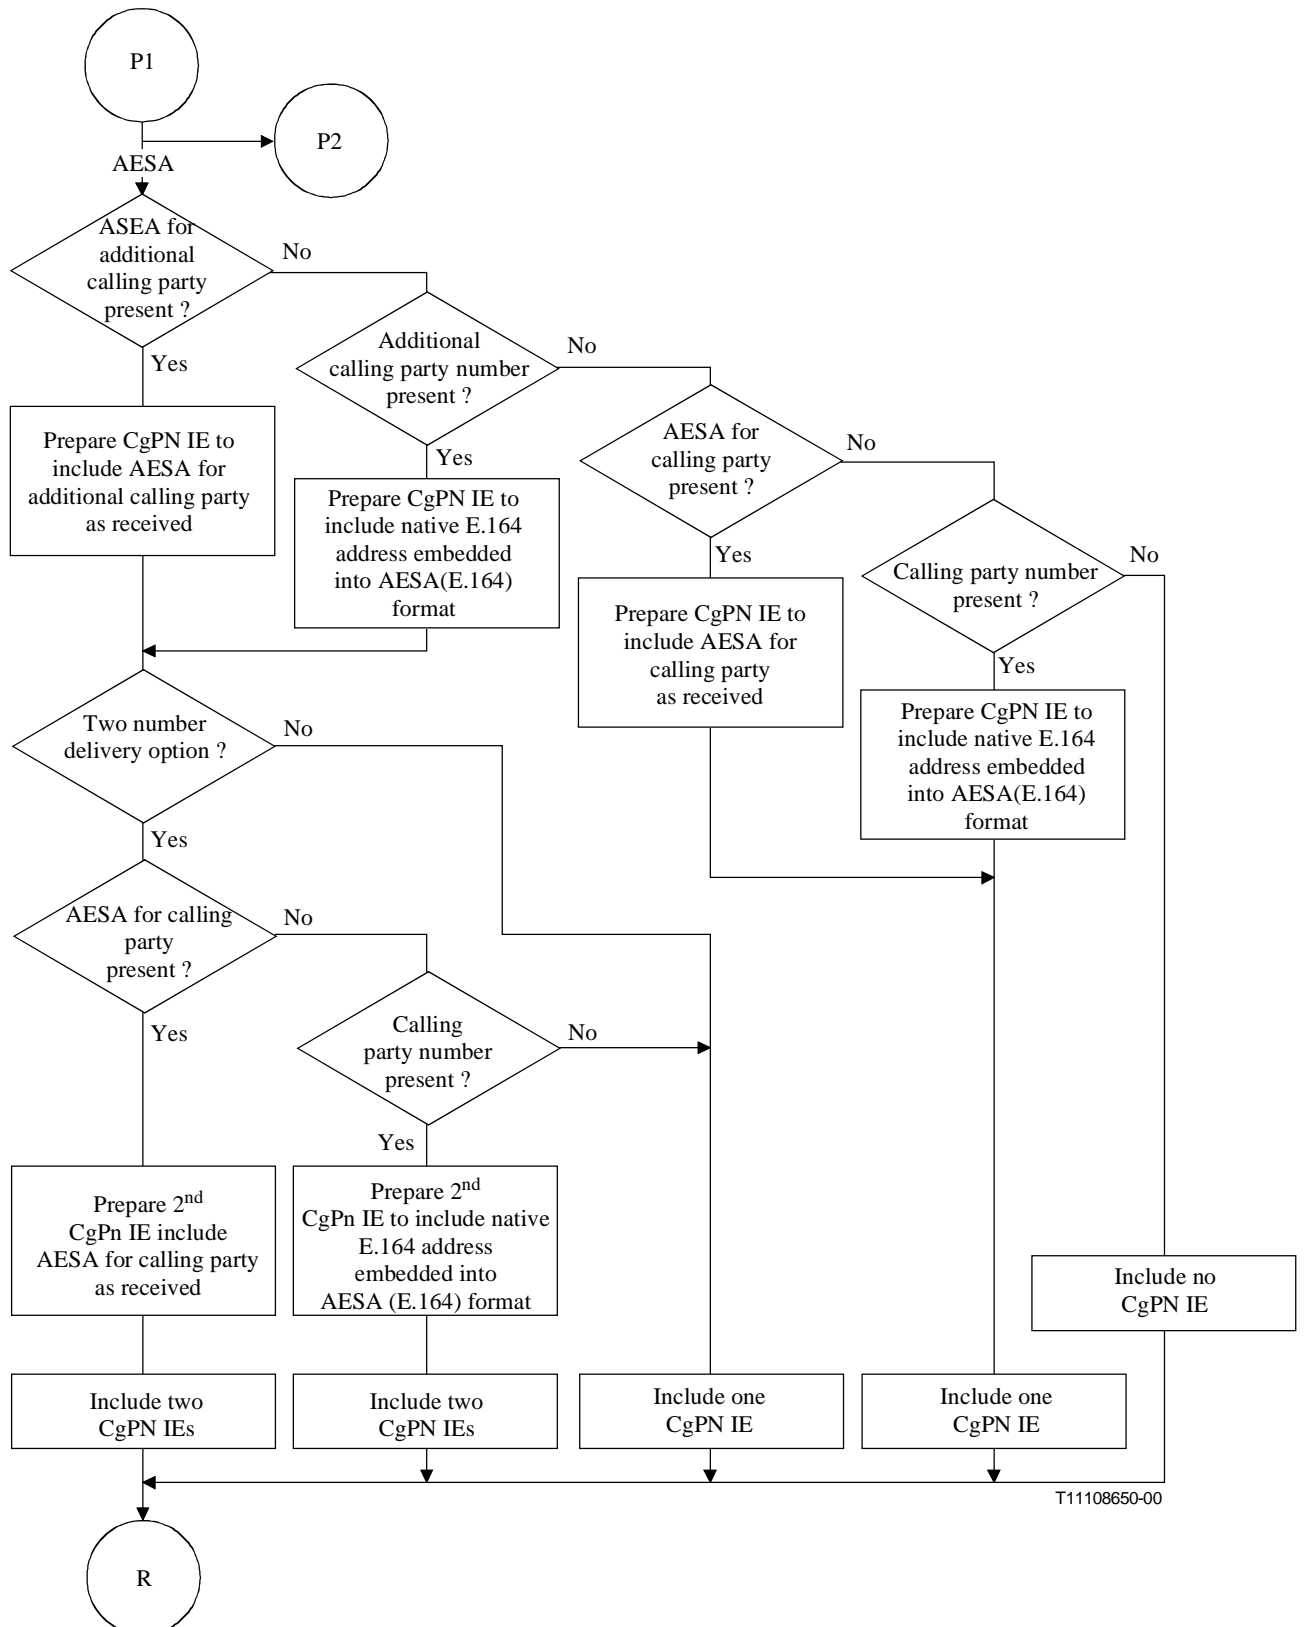 P1
P2
AESA
ASEA for
additional
calling party
present ?
No
Yes
Additional
calling party number
present ?
No
Yes
AESA for
calling party
present ?
No
Yes
Calling party number
present ?
No
Yes
Prepare CgPN IE to
include AESA for
additional calling party
as received
Prepare CgPN IE to
include native E.164
address embedded
into AESA(E.164)
format
Prepare CgPN IE to
include AESA for
calling party
as received
Prepare CgPN IE to
include native E.164
address embedded
into AESA(E.164)
format
Two number
delivery option ?
No
Yes
AESA for calling
party
present ?
No
Yes
Calling
party number
present ?
No
Yes
Prepare 2nd
CgPn IE include
AESA for calling party
as received
Prepare 2nd
CgPn IE to include native
E.164 address
embedded into
AESA (E.164) format
Include no
CgPN IE
Include two
CgPN IEs
Include two
CgPN IEs
Include one
CgPN IE
Include one
CgPN IE
T11108650-00
R